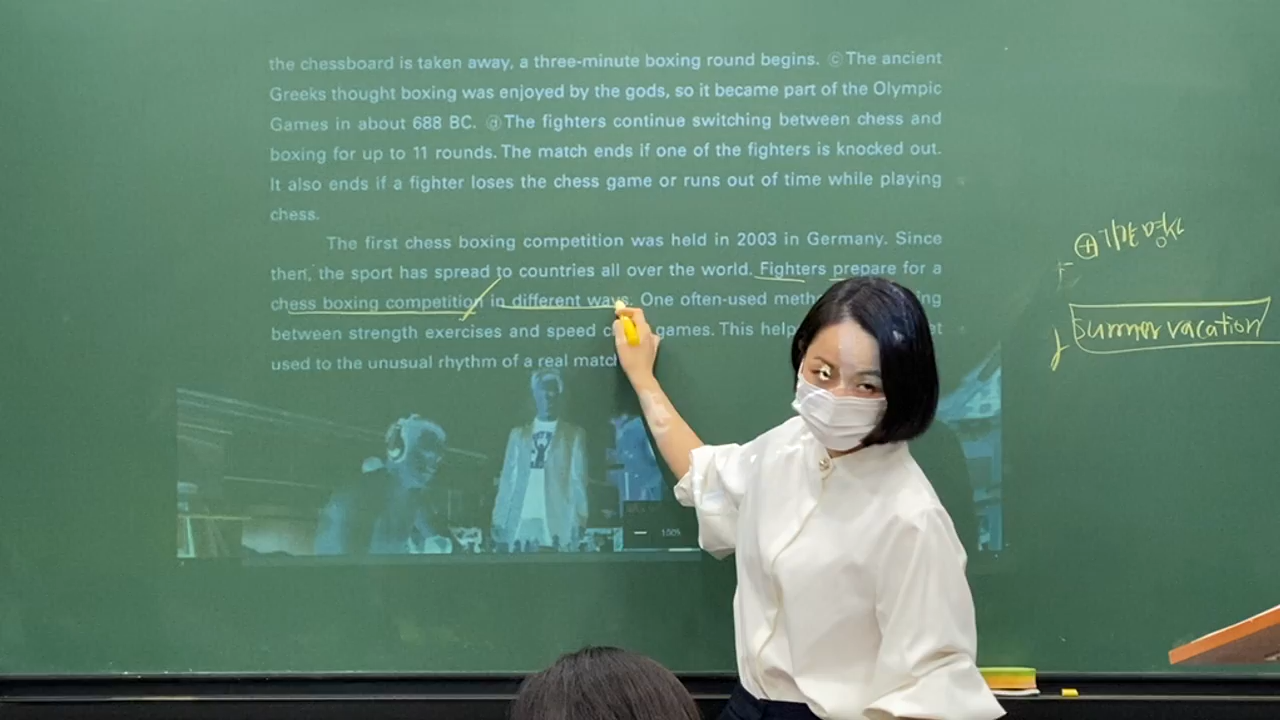 the chessboard is taken away, a three-minute boxing round begins. ⓒThe ancient
Greeks thought boxing was enjoyed by the gods, so it became part of the Olympic
Games in about 688 BC. ⓓThe fighters continue switching between chess and
boxing for up to 11 rounds. The match ends if one of the fighters is knocked out.
It also ends if a fighter loses the chess game or runs out of time while playing
chess.
The first chess boxing competition was held in 2003 in Germany. Since
then, the sport has spread to countries all over the world. Fighters prepare for a
chess boxing competition in different ways. One often-used
between strength exercises and speed games. This
used to the unusual rhythm of a real match
100%
summer vacation